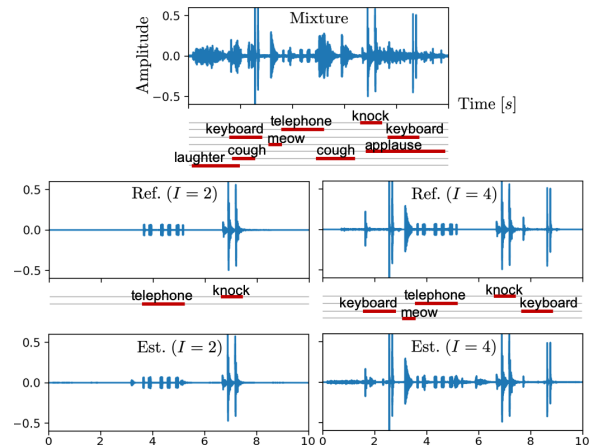 Mixture
Amplitude
0.5
0.0
−0.5
Time [s]
knock
telephone
keyboard
keyboard
meow
applause
laughter
cough
cough
0.5
0.0
−0.5
Ref. (I = 2)
Ref. (I = 4)
knock
telephone
knock
telephone
keyboard
keyboard
meow
0.5
0.0
−0.5
Est. (I = 2)
Est. (I = 4)
0 2 4 6 8 10 0 2 4 6 8 10